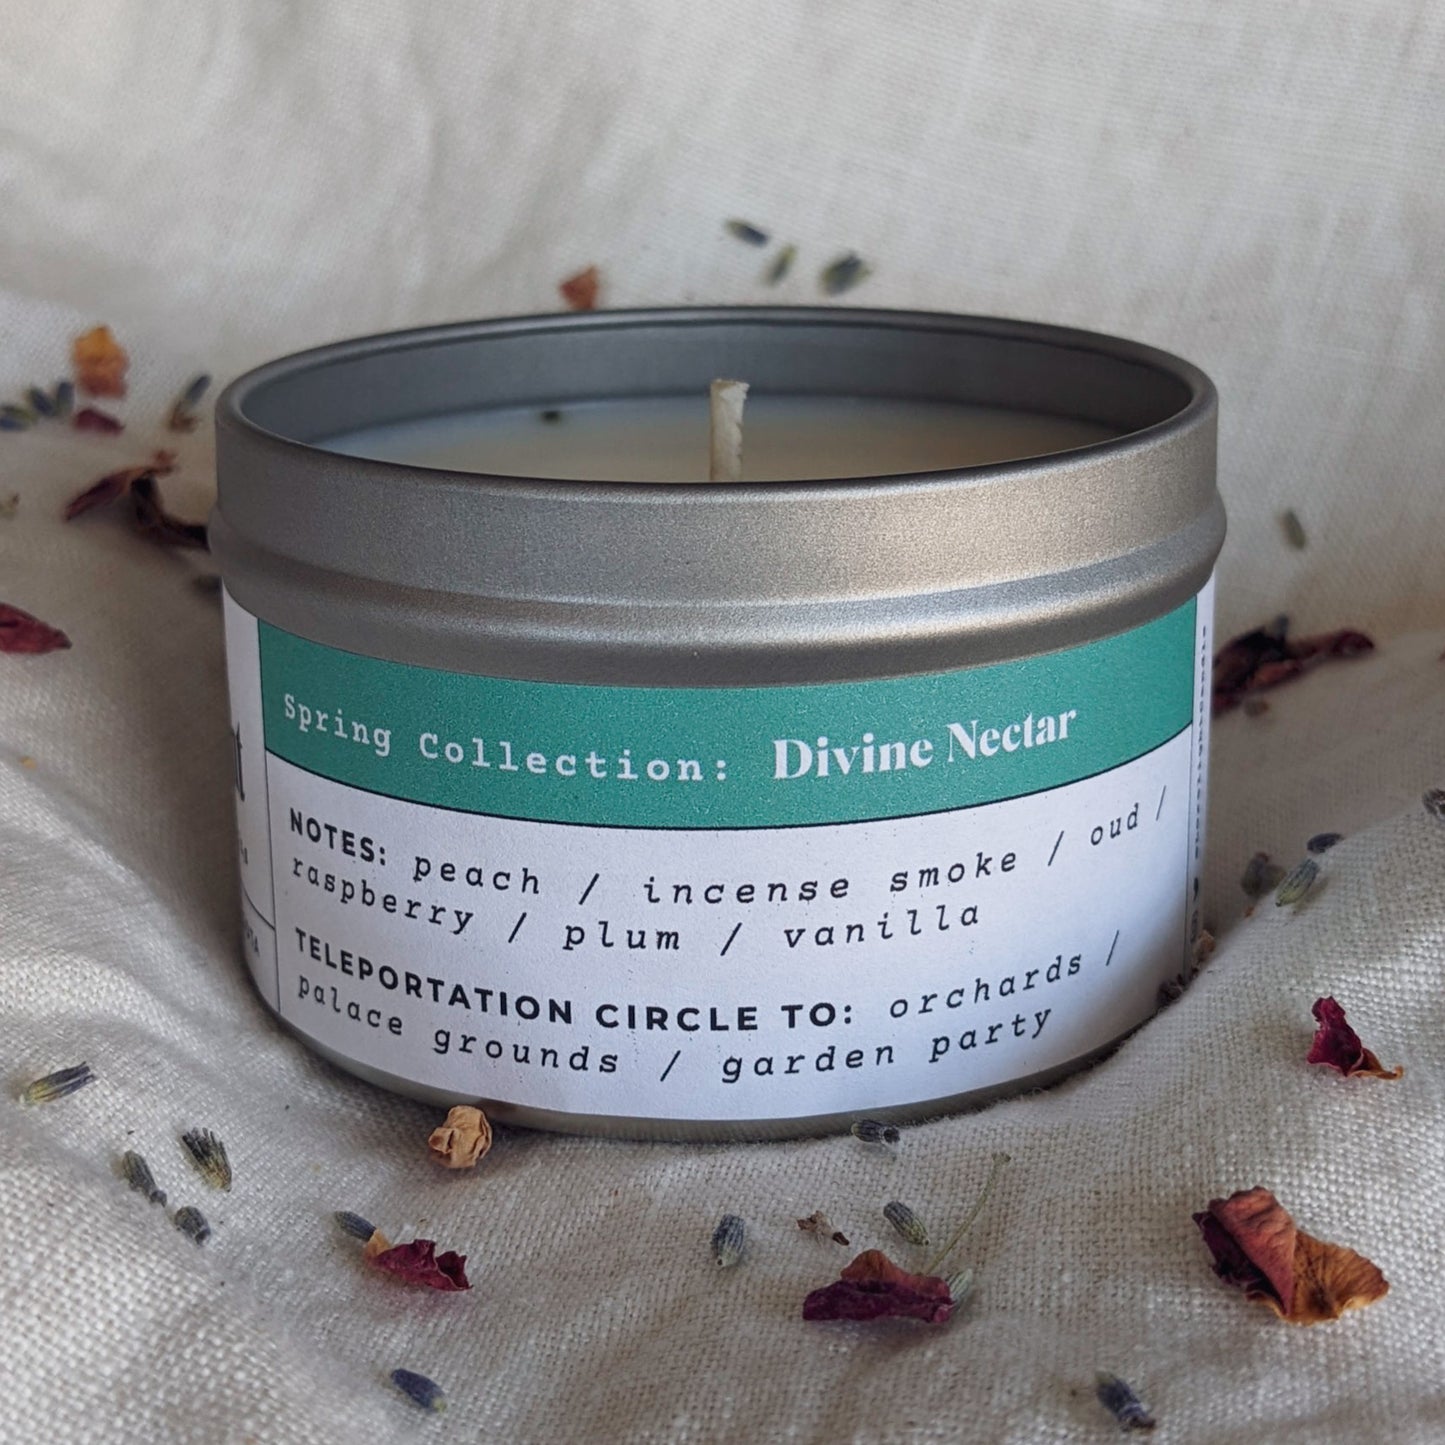 Spring Collection: Divine Nectar
NOTES: peach / incense smoke / oud /
raspberry / plum / vanilla
TELEPORTATION CIRCLE TO: orchards /
palace grounds / garden party